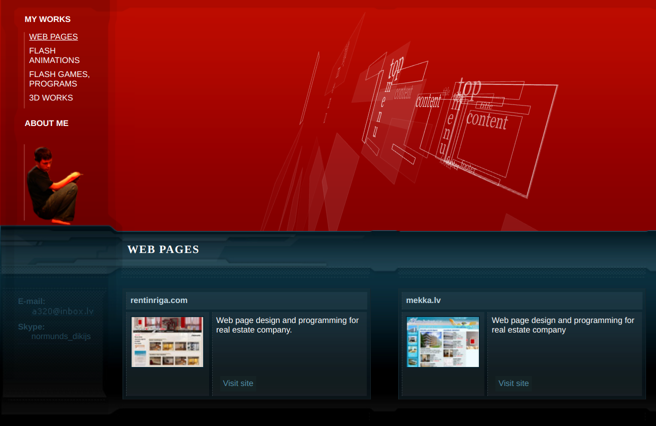 MY WORKS
WEB PAGES
FLASH
ANIMATIONS
FLASH GAMES,
PROGRAMS
3D WORKS
ABOUT ME
top
menu
content
content
top
menu
content
WEB PAGES
E-mail:
a320@inbox.lv
Skype:
normunds_dikijs
rentinriga.com
Web page design and programming for
real estate company.
Visit site
mekka.lv
Web page design and programming for
real estate company
Visit site